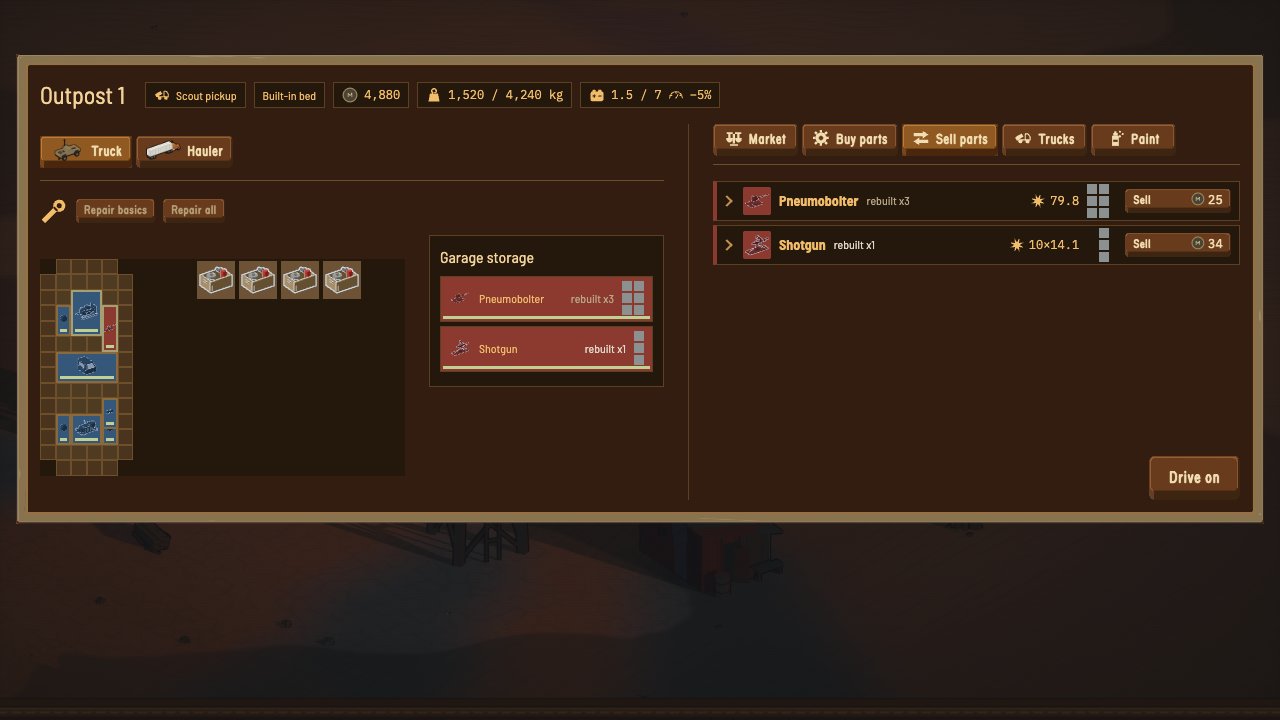 Outpost 1
Scout pickup
Built-in bed
4,880
1,520 / 4,240 kg
1.5 / 7 -5%
Truck
Hauler
Market
Buy parts
Sell parts
Trucks
Paint
Repair basics
Repair all
Garage storage
Pneumobolter rebuilt x3
Shotgun rebuilt x1
Pneumobolter rebuilt x3 79.8 Sell 25
Shotgun rebuilt x1 10×14.1 Sell 34
Drive on